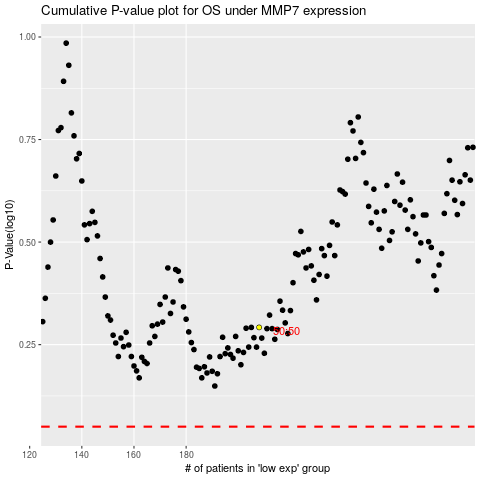 Cumulative P-value plot for OS under MMP7 expression
P-Value(log10)
1.00
0.75
0.50
0.25
50:50
120 140 160 180
# of patients in 'low exp' group